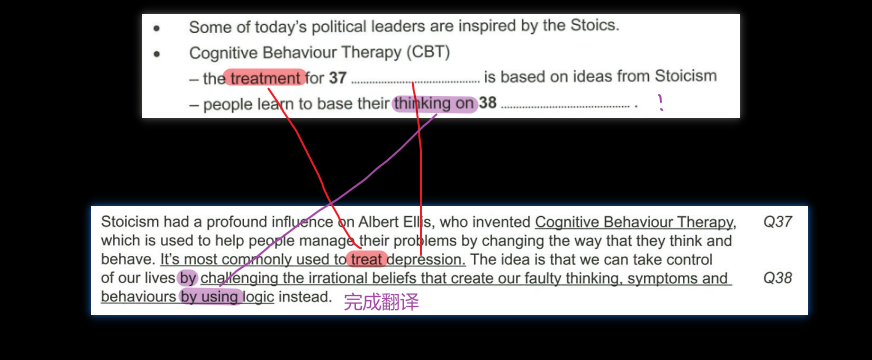 • Some of today's political leaders are inspired by the Stoics.
• Cognitive Behaviour Therapy (CBT)
– the treatment for 37 ........................................ is based on ideas from Stoicism
– people learn to base their thinking on 38 ........................................ . !
Stoicism had a profound influence on Albert Ellis, who invented Cognitive Behaviour Therapy, Q37
which is used to help people manage their problems by changing the way that they think and
behave. It's most commonly used to treat depression. The idea is that we can take control
of our lives by challenging the irrational beliefs that create our faulty thinking, symptoms and Q38
behaviours by using logic instead. 完成翻译